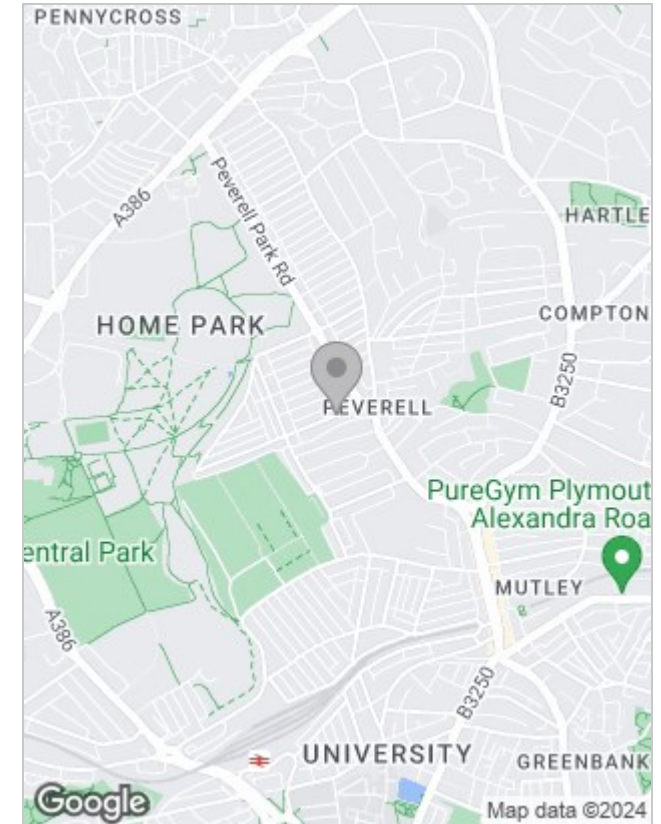 PENNYCROSS
A386
Peverell Park Rd
HARTLE
HOME PARK
COMPTON
B3250
PEVERELL
PureGym Plymout
Alexandra Roa
entral Park
MUTLEY
A386
B3250
UNIVERSITY
GREENBANK
Google
Map data ©2024